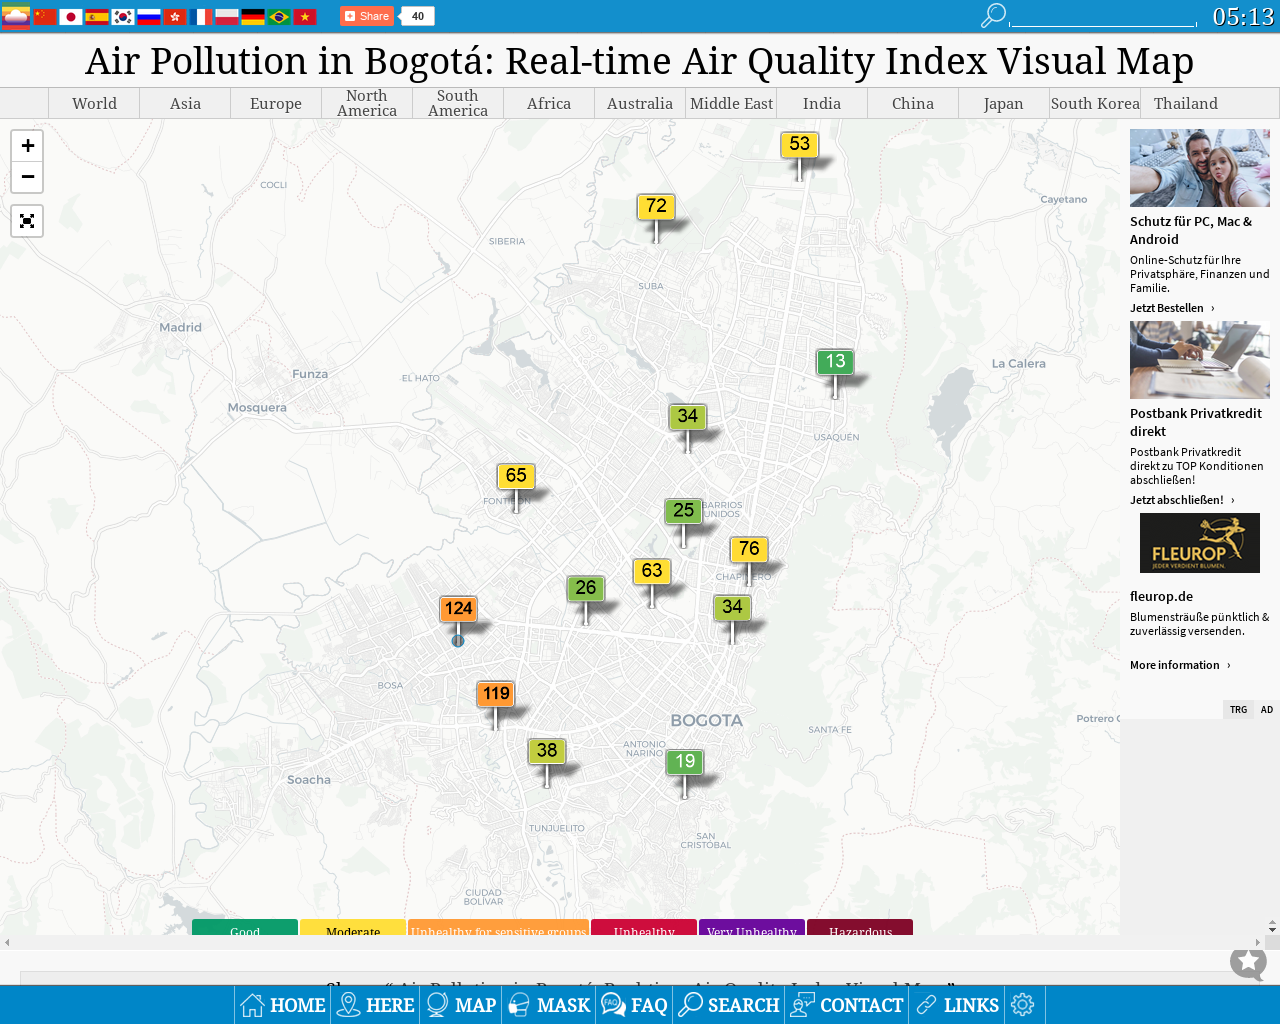 Share
40
05:13
Air Pollution in Bogotá: Real-time Air Quality Index Visual Map
World
Asia
Europe
North America
South America
Africa
Australia
Middle East
India
China
Japan
South Korea
Thailand
+
−
53
COCLI
Cayetano
72
SIBERIA
SUBA
Madrid
13
La Calera
Funza
EL HATO
Mosquera
34
USAQUÉN
65
FONTIBÓN
25
BARRIOS
UNIDOS
76
63
CHAPINERO
26
34
124
BOSA
119
BOGOTA
SANTA FE
38
ANTONIO
NARIÑO
19
Soacha
TUNJUELITO
SAN
CRISTÓBAL
CIUDAD
BOLÍVAR
Good
Moderate
Unhealthy for sensitive groups
Unhealthy
Very Unhealthy
Hazardous
Schutz für PC, Mac &
Android
Online-Schutz für Ihre
Privatsphäre, Finanzen und
Familie.
Jetzt Bestellen ›
Postbank Privatkredit
direkt
Postbank Privatkredit
direkt zu TOP Konditionen
abschließen!
Jetzt abschließen! ›
FLEUROP
JEDER VERDIENT BLUMEN.
fleurop.de
Blumensträuße pünktlich &
zuverlässig versenden.
More information ›
TRG
AD
HOME
HERE
MAP
MASK
FAQ
FAQ
SEARCH
CONTACT
LINKS